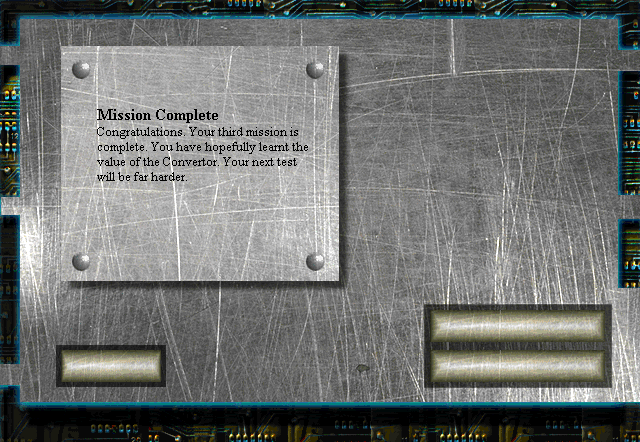 Mission Complete
Congratulations. Your third mission is
complete. You have hopefully learnt the
value of the Convertor. Your next test
will be far harder.